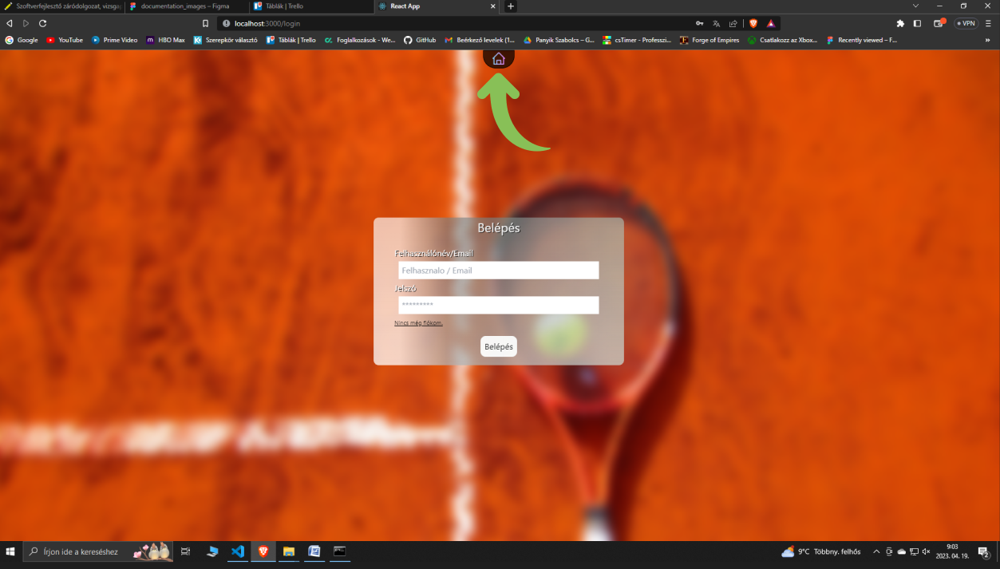 Szoftverfejlesztő záródolgozat, vizsga
documentation_images – Figma
Táblák | Trello
React App
localhost:3000/login
VPN
Google
YouTube
Prime Video
HBO Max
Szerepkör választó
Táblák | Trello
Foglalkozások - We...
GitHub
Beérkező levelek (1...
Panyik Szabolcs – G...
csTimer - Professzi...
Forge of Empires
Csatlakozz az Xbox...
Recently viewed – F...
»
Belépés
Felhasználónév/Email
Felhasznalo / Email
Jelszó
*********
Nincs még fiókom.
Belépés
Írjon ide a kereséshez
9°C Többny. felhős
9:03
2023. 04. 19.
2